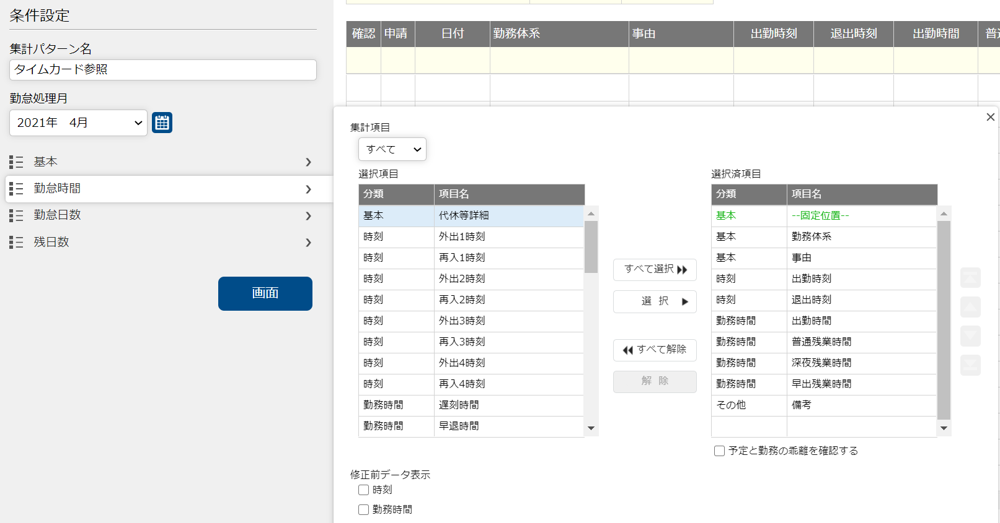 条件設定
集計パターン名
タイムカード参照
勤怠処理月
2021年 4月
基本
勤怠時間
勤怠日数
残日数
画面
確認 申請 日付 勤務体系 事由 出勤時刻 退出時刻 出勤時間
集計項目
すべて
選択項目
分類 項目名
基本 代休等詳細
時刻 外出1時刻
時刻 再入1時刻
時刻 外出2時刻
時刻 再入2時刻
時刻 外出3時刻
時刻 再入3時刻
時刻 外出4時刻
時刻 再入4時刻
勤務時間 遅刻時間
勤務時間 早退時間
すべて選択
選 択
すべて解除
解 除
選択済項目
分類 項目名
基本 --固定位置--
基本 勤務体系
基本 事由
時刻 出勤時刻
時刻 退出時刻
勤務時間 出勤時間
勤務時間 普通残業時間
勤務時間 深夜残業時間
勤務時間 早出残業時間
その他 備考
予定と勤務の乖離を確認する
修正前データ表示
時刻
勤務時間